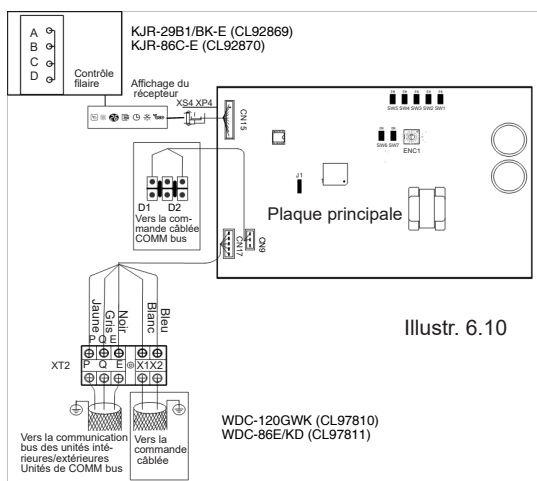 KJR-29B1/BK-E (CL92869)
KJR-86C-E (CL92870)
A
B
C
D
Contrôle
filaire
Affichage du
récepteur
XS4 XP4
CN15
SW5 SW4 SW3 SW2 SW1
SW6 SW7
ENC1
J1
D1 D2
Vers la com-
mande câblée
COMM bus
Plaque principale
CN17
CN9
Jaune
Gris
Noir
Blanc
Bleu
P Q E
XT2
P Q E X1 X2
Illustr. 6.10
Vers la communication
bus des unités inté-
rieures/extérieures
Unités de COMM bus
Vers la
commande
câblée
WDC-120GWK (CL97810)
WDC-86E/KD (CL97811)